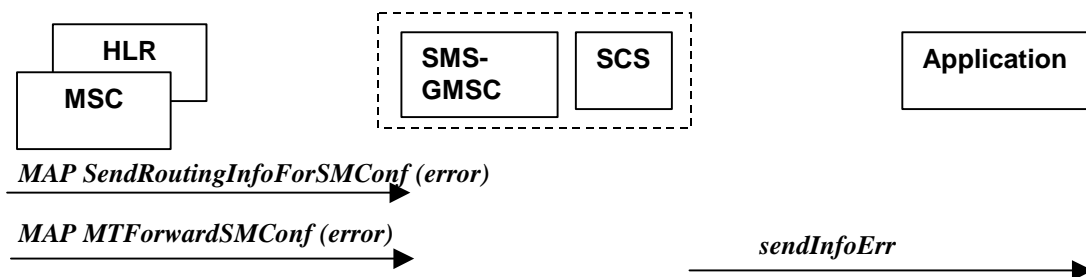 HLR
MSC
SMS-
GMSC
SCS
Application
MAP SendRoutingInfoForSMConf (error)
MAP MTForwardSMConf (error)
sendInfoErr